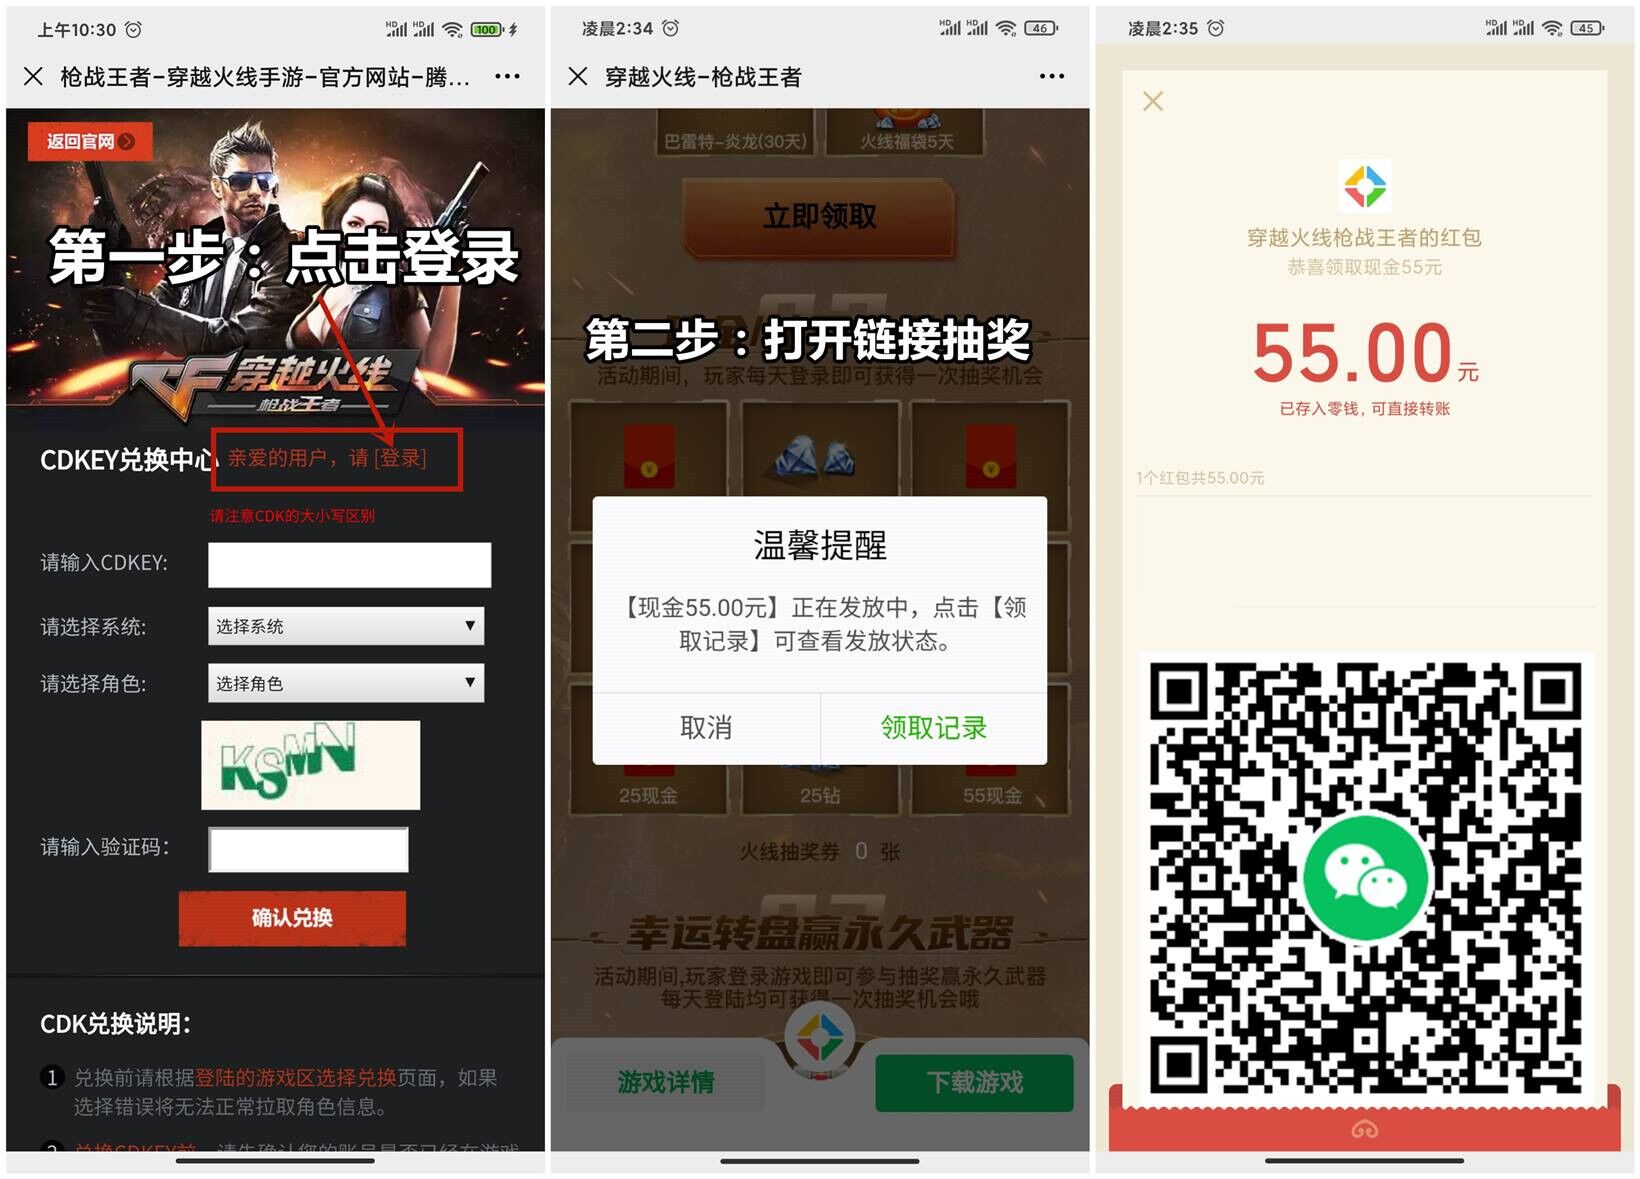 上午10:30
100
枪战王者-穿越火线手游-官方网站-腾...
返回官网
第一步：点击登录
CF穿越火线
枪战王者
CDKEY兑换中心
亲爱的用户，请 [登录]
请注意CDK的大小写区别
请输入CDKEY:
请选择系统:
选择系统
请选择角色:
选择角色
KSMN
请输入验证码：
确认兑换
CDK兑换说明：
1 兑换前请根据登陆的游戏区选择兑换页面，如果
选择错误将无法正常拉取角色信息。
凌晨2:34
46
穿越火线-枪战王者
巴雷特-炎龙(30天)
火线福袋5天
立即领取
第二步：打开链接抽奖
活动期间，玩家每天登录即可获得一次抽奖机会
温馨提醒
【现金55.00元】正在发放中，点击【领
取记录】可查看发放状态。
取消
领取记录
25现金
25钻
55现金
火线抽奖券 0 张
幸运转盘赢永久武器
活动期间,玩家登录游戏即可参与抽奖赢永久武器
每天登陆均可获得一次抽奖机会哦
游戏详情
下载游戏
凌晨2:35
45
穿越火线枪战王者的红包
恭喜领取现金55元
55.00元
已存入零钱，可直接转账
1个红包共55.00元